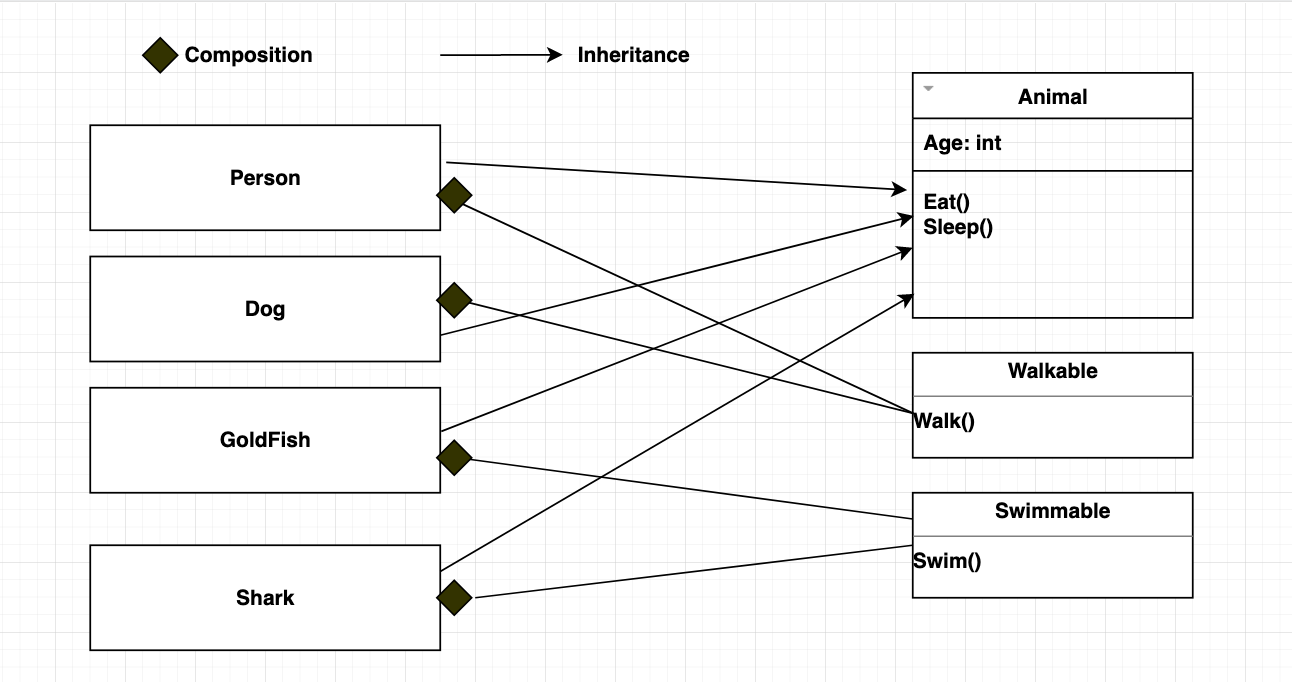 Composition
Inheritance
Person
Dog
GoldFish
Shark
Animal
Age: int
Eat()
Sleep()
Walkable
Walk()
Swimmable
Swim()